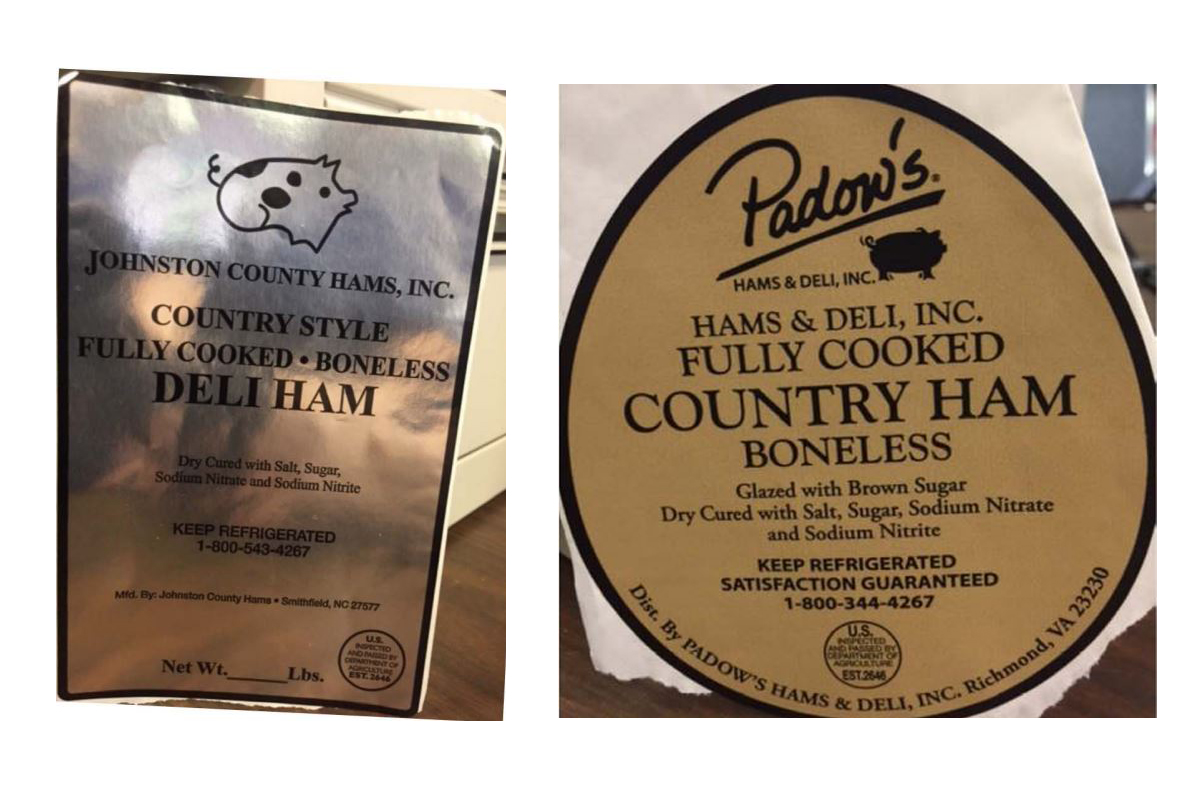 JOHNSTON COUNTY HAMS, INC.
COUNTRY STYLE
FULLY COOKED • BONELESS
DELI HAM
Dry Cured with Salt, Sugar,
Sodium Nitrate and Sodium Nitrite
KEEP REFRIGERATED
1-800-543-4267
Mfd. By: Johnston County Hams • Smithfield, NC 27577
Net Wt.______Lbs.
U.S.
INSPECTED
AND PASSED BY
DEPARTMENT OF
AGRICULTURE
EST. 2646
Padow's®
HAMS & DELI, INC.
HAMS & DELI, INC.
FULLY COOKED
COUNTRY HAM
BONELESS
Glazed with Brown Sugar
Dry Cured with Salt, Sugar, Sodium Nitrate
and Sodium Nitrite
KEEP REFRIGERATED
SATISFACTION GUARANTEED
1-800-344-4267
U.S.
INSPECTED
AND PASSED BY
DEPARTMENT OF
AGRICULTURE
EST.2646
Dist. By PADOW'S HAMS & DELI, INC. Richmond, VA 23230